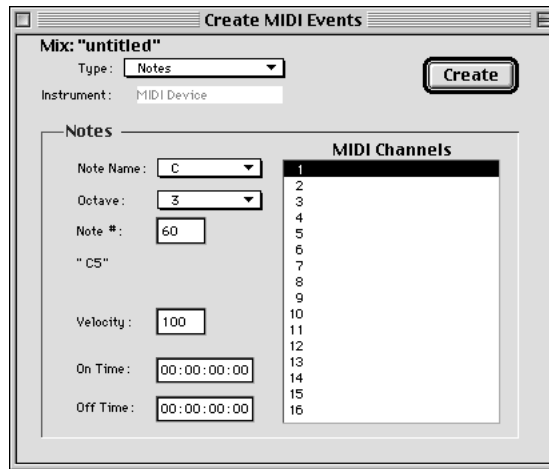 Create MIDI Events
Mix: "untitled"
Type: Notes
Create
Instrument: MIDI Device
Notes
MIDI Channels
Note Name: C
Octave: 3
Note #: 60
"C5"
Velocity: 100
On Time: 00:00:00:00
Off Time: 00:00:00:00
1
2
3
4
5
6
7
8
9
10
11
12
13
14
15
16